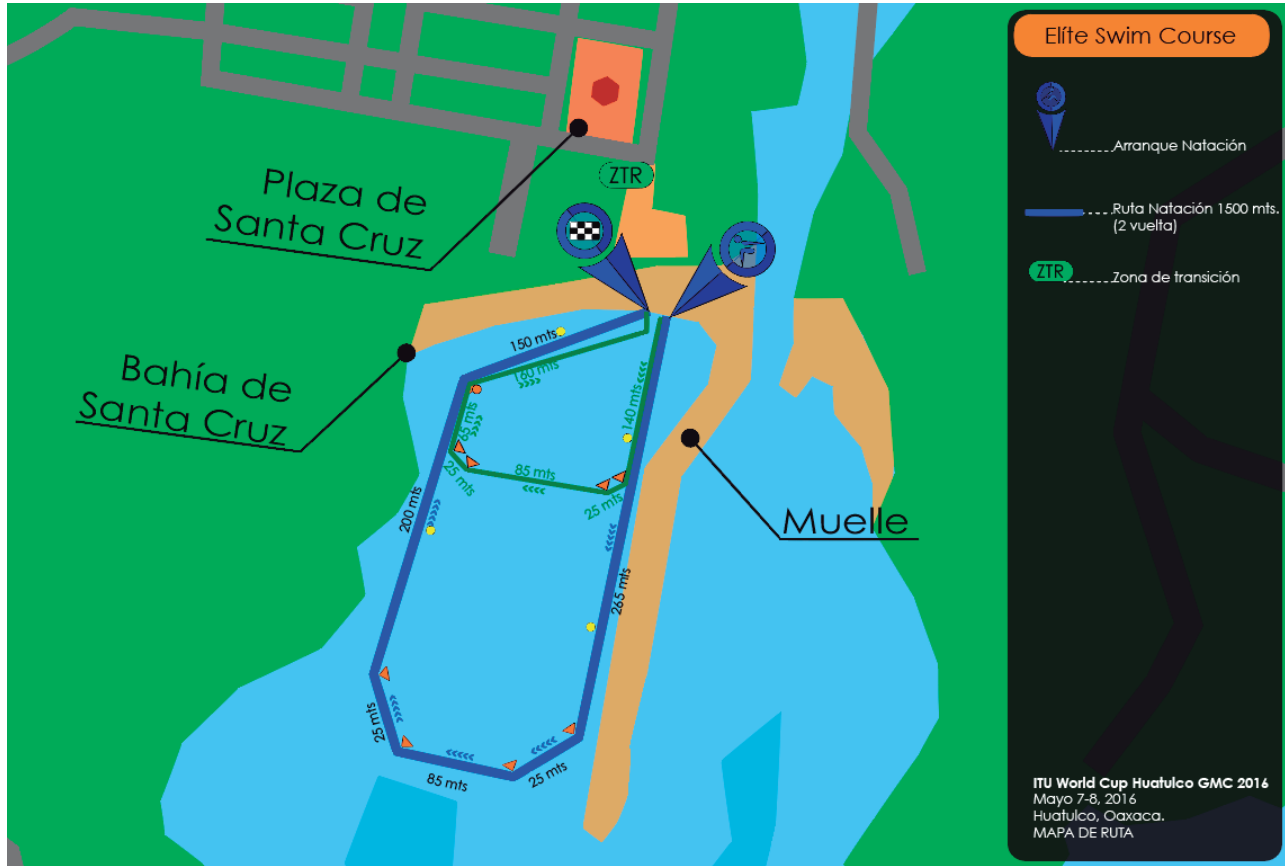 Elíte Swim Course
Arranque Natación
Ruta Natación 1500 mts.
(2 vuelta)
ZTR
Zona de transición
ZTR
Plaza de
Santa Cruz
Bahía de
Santa Cruz
Muelle
150 mts
160 mts
65 mts
140 mts
25 mts
85 mts
25 mts
200 mts
265 mts
25 mts
85 mts
25 mts
ITU World Cup Huatulco GMC 2016
Mayo 7-8, 2016
Huatulco, Oaxaca.
MAPA DE RUTA